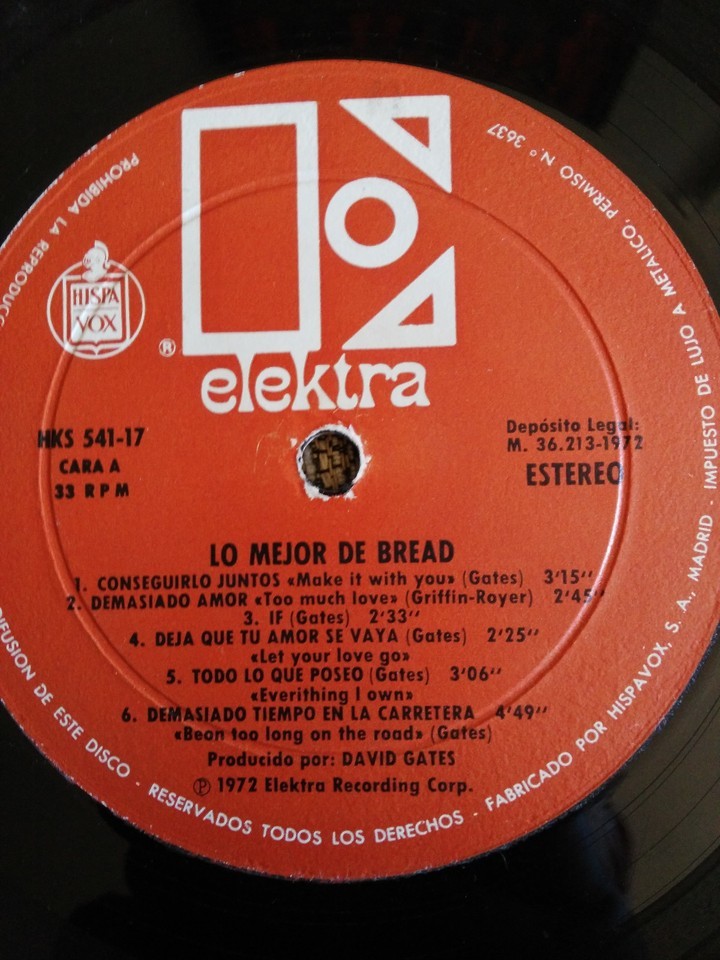 elektra
®
HISPA
VOX
HKS 541-17
CARA A
33 RPM
Depósito Legal:
M. 36.213-1972
ESTEREO
LO MEJOR DE BREAD
1. CONSEGUIRLO JUNTOS «Make it with you» (Gates) 3'15''
2. DEMASIADO AMOR «Too much love» (Griffin-Royer) 2'45''
3. IF (Gates) 2'33''
4. DEJA QUE TU AMOR SE VAYA (Gates) 2'25''
«Let your love go»
5. TODO LO QUE POSEO (Gates) 3'06''
«Everithing I own»
6. DEMASIADO TIEMPO EN LA CARRETERA 4'49''
«Beon too long on the road» (Gates)
Producido por: DAVID GATES
Ⓟ 1972 Elektra Recording Corp.
PROHIBIDA LA
DIFUSION DE ESTE DISCO - RESERVADOS TODOS LOS DERECHOS - FABRICADO POR HISPAVOX, S. A., MADRID - IMPUESTO DE LUJO A METALICO, PERMISO N.º 3637